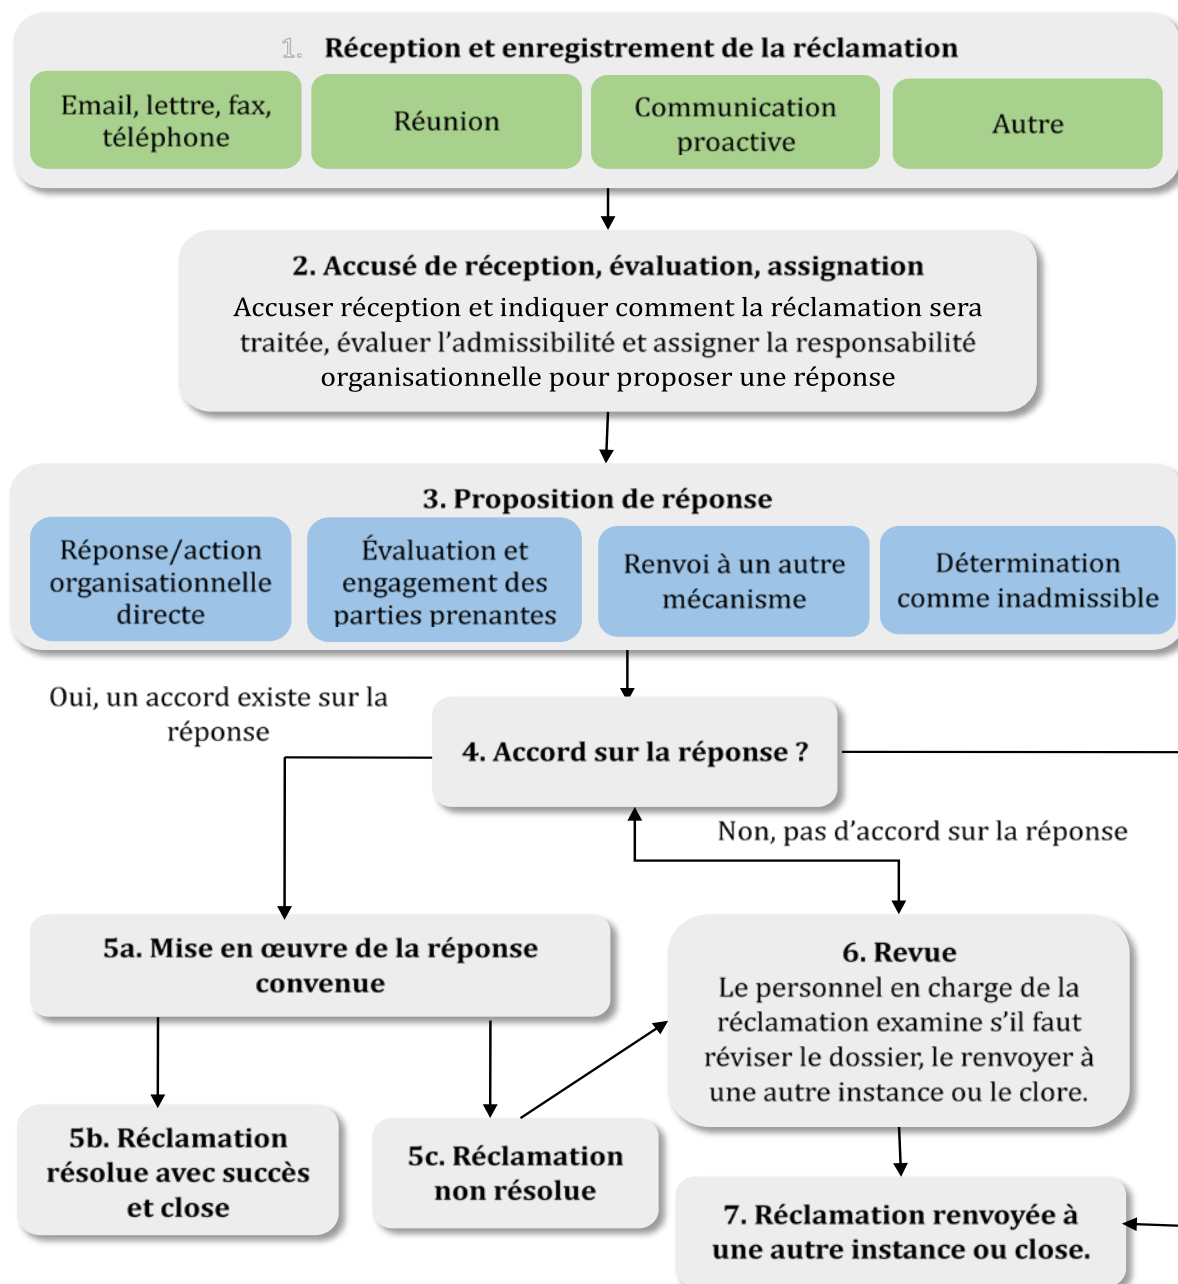 1. Réception et enregistrement de la réclamation
Email, lettre, fax,
téléphone
Réunion
Communication
proactive
Autre
2. Accusé de réception, évaluation, assignation
Accuser réception et indiquer comment la réclamation sera
traitée, évaluer l’admissibilité et assigner la responsabilité
organisationnelle pour proposer une réponse
3. Proposition de réponse
Réponse/action
organisationnelle
directe
Évaluation et
engagement des
parties prenantes
Renvoi à un autre
mécanisme
Détermination
comme inadmissible
Oui, un accord existe sur la
réponse
4. Accord sur la réponse ?
Non, pas d’accord sur la réponse
5a. Mise en œuvre de la réponse
convenue
6. Revue
Le personnel en charge de la
réclamation examine s’il faut
réviser le dossier, le renvoyer à
une autre instance ou le clore.
5b. Réclamation
résolue avec succès
et close
5c. Réclamation
non résolue
7. Réclamation renvoyée à
une autre instance ou close.